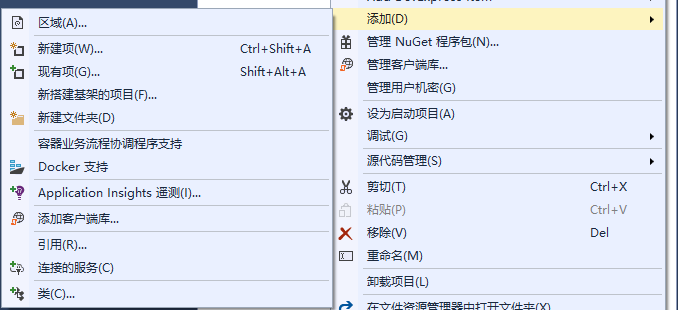 区域(A)...
新建项(W)... Ctrl+Shift+A
现有项(G)... Shift+Alt+A
新搭建基架的项目(F)...
新建文件夹(D)
容器业务流程协调程序支持
Docker 支持
Application Insights 遥测(I)...
添加客户端库...
引用(R)...
连接的服务(C)
类(C)...
添加(D)
管理 NuGet 程序包(N)...
管理客户端库...
管理用户机密(G)
设为启动项目(A)
调试(G)
源代码管理(S)
剪切(T) Ctrl+X
粘贴(P) Ctrl+V
移除(V) Del
重命名(M)
卸载项目(L)
在文件资源管理器中打开文件夹(X)